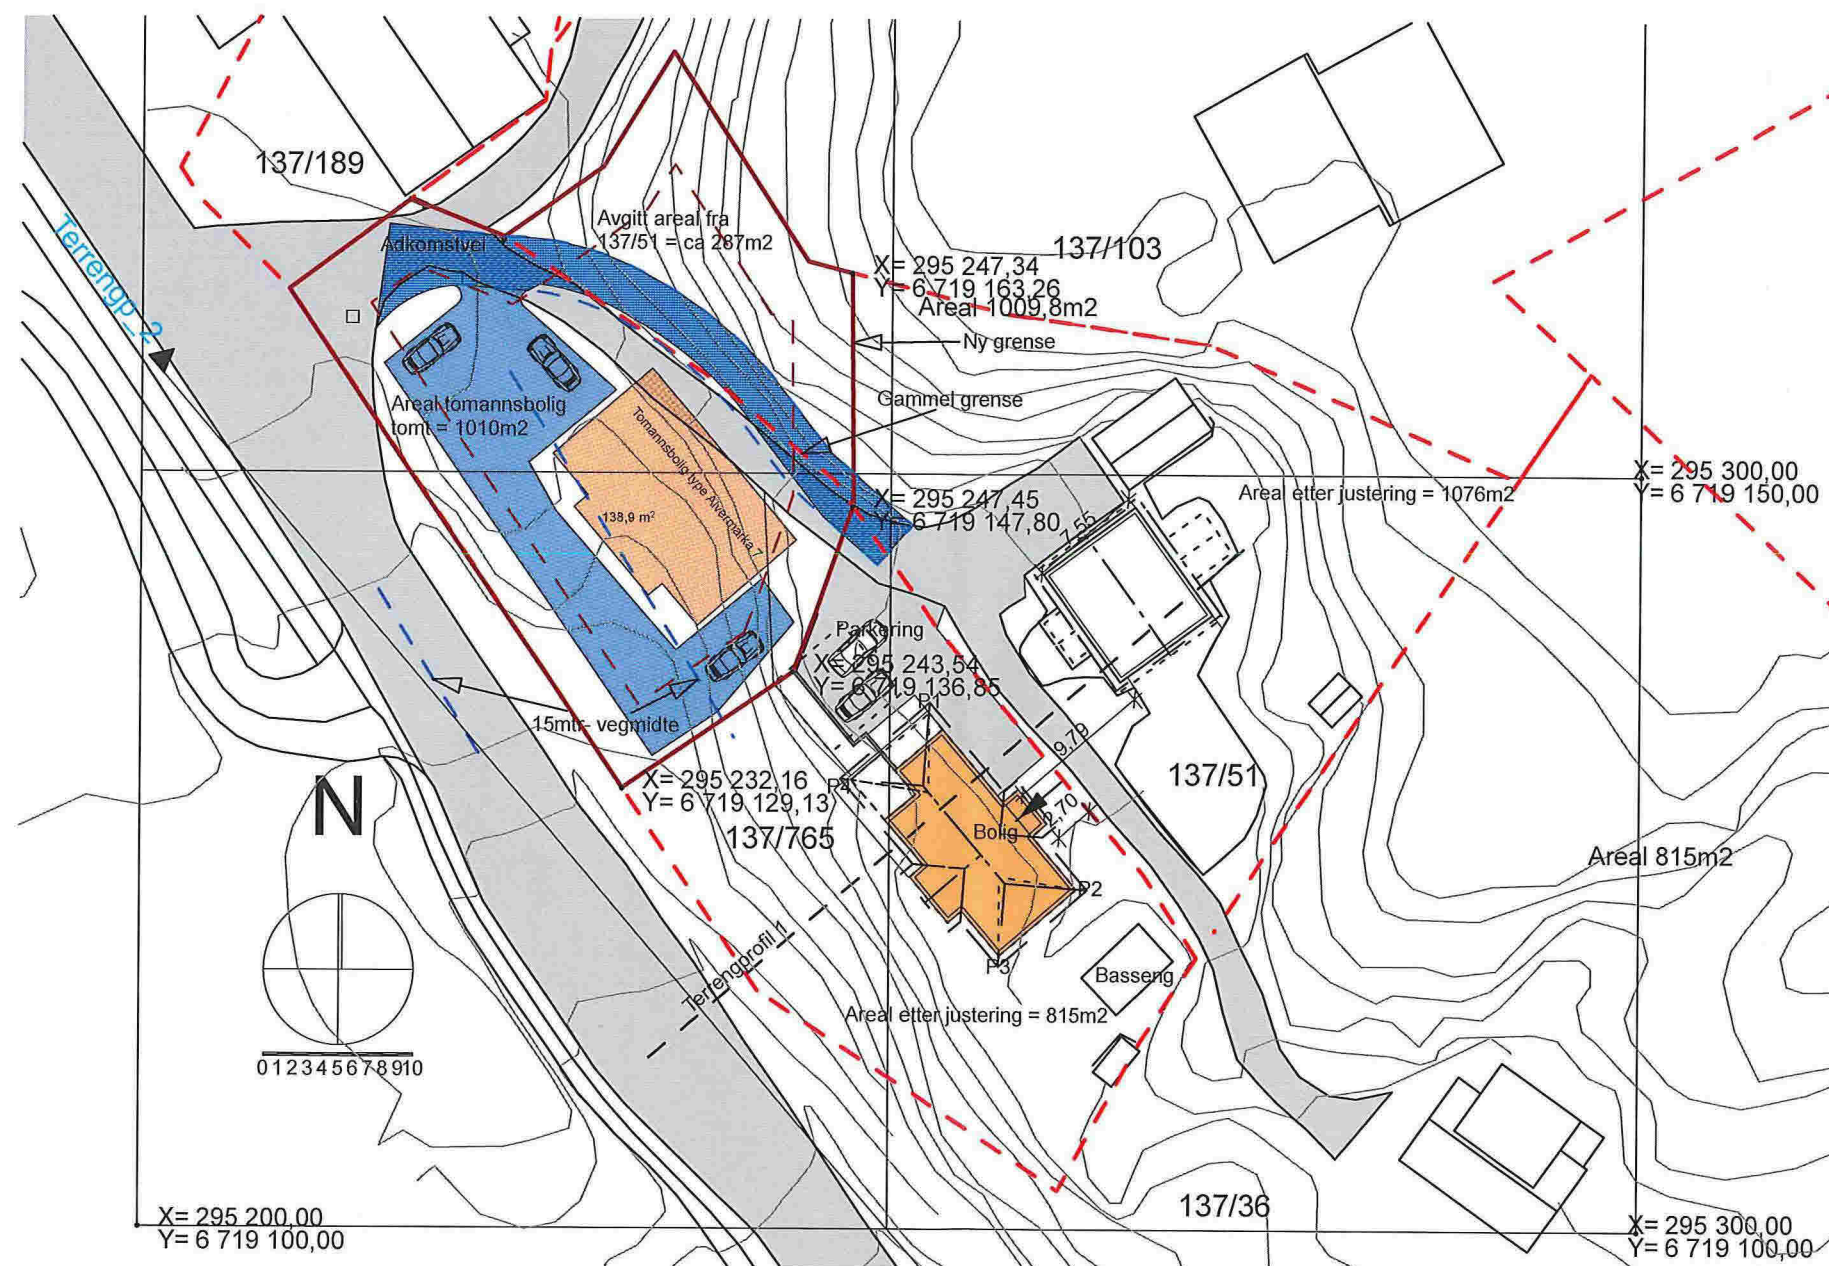 137/189
Terrengp_2
Adkomstvei
Avgitt areal fra
137/51 = ca 287m2
137/103
X= 295 247,34
Y= 6 719 163,26
Areal 1009,8m2
Ny grense
Gammel grense
Areal tomannsbolig
tomt = 1010m2
Tomannsbolig type Alvermarka 7
138,9 m²
X= 295 247,45
Y= 6 719 147,80
Areal etter justering = 1076m2
X= 295 300,00
Y= 6 719 150,00
7,55
Parkering
X= 295 243,54
Y= 6 719 136,85
P1
15mtr- vegmidte
9,79
137/51
X= 295 232,16
Y= 6 719 129,13
P4
137/765
N
2,70
Bolig
Areal 815m2
P2
Terrengprofil 1
P3
Basseng
Areal etter justering = 815m2
0 1 2 3 4 5 6 7 8 9 10
137/36
X= 295 200,00
Y= 6 719 100,00
X= 295 300,00
Y= 6 719 100,00